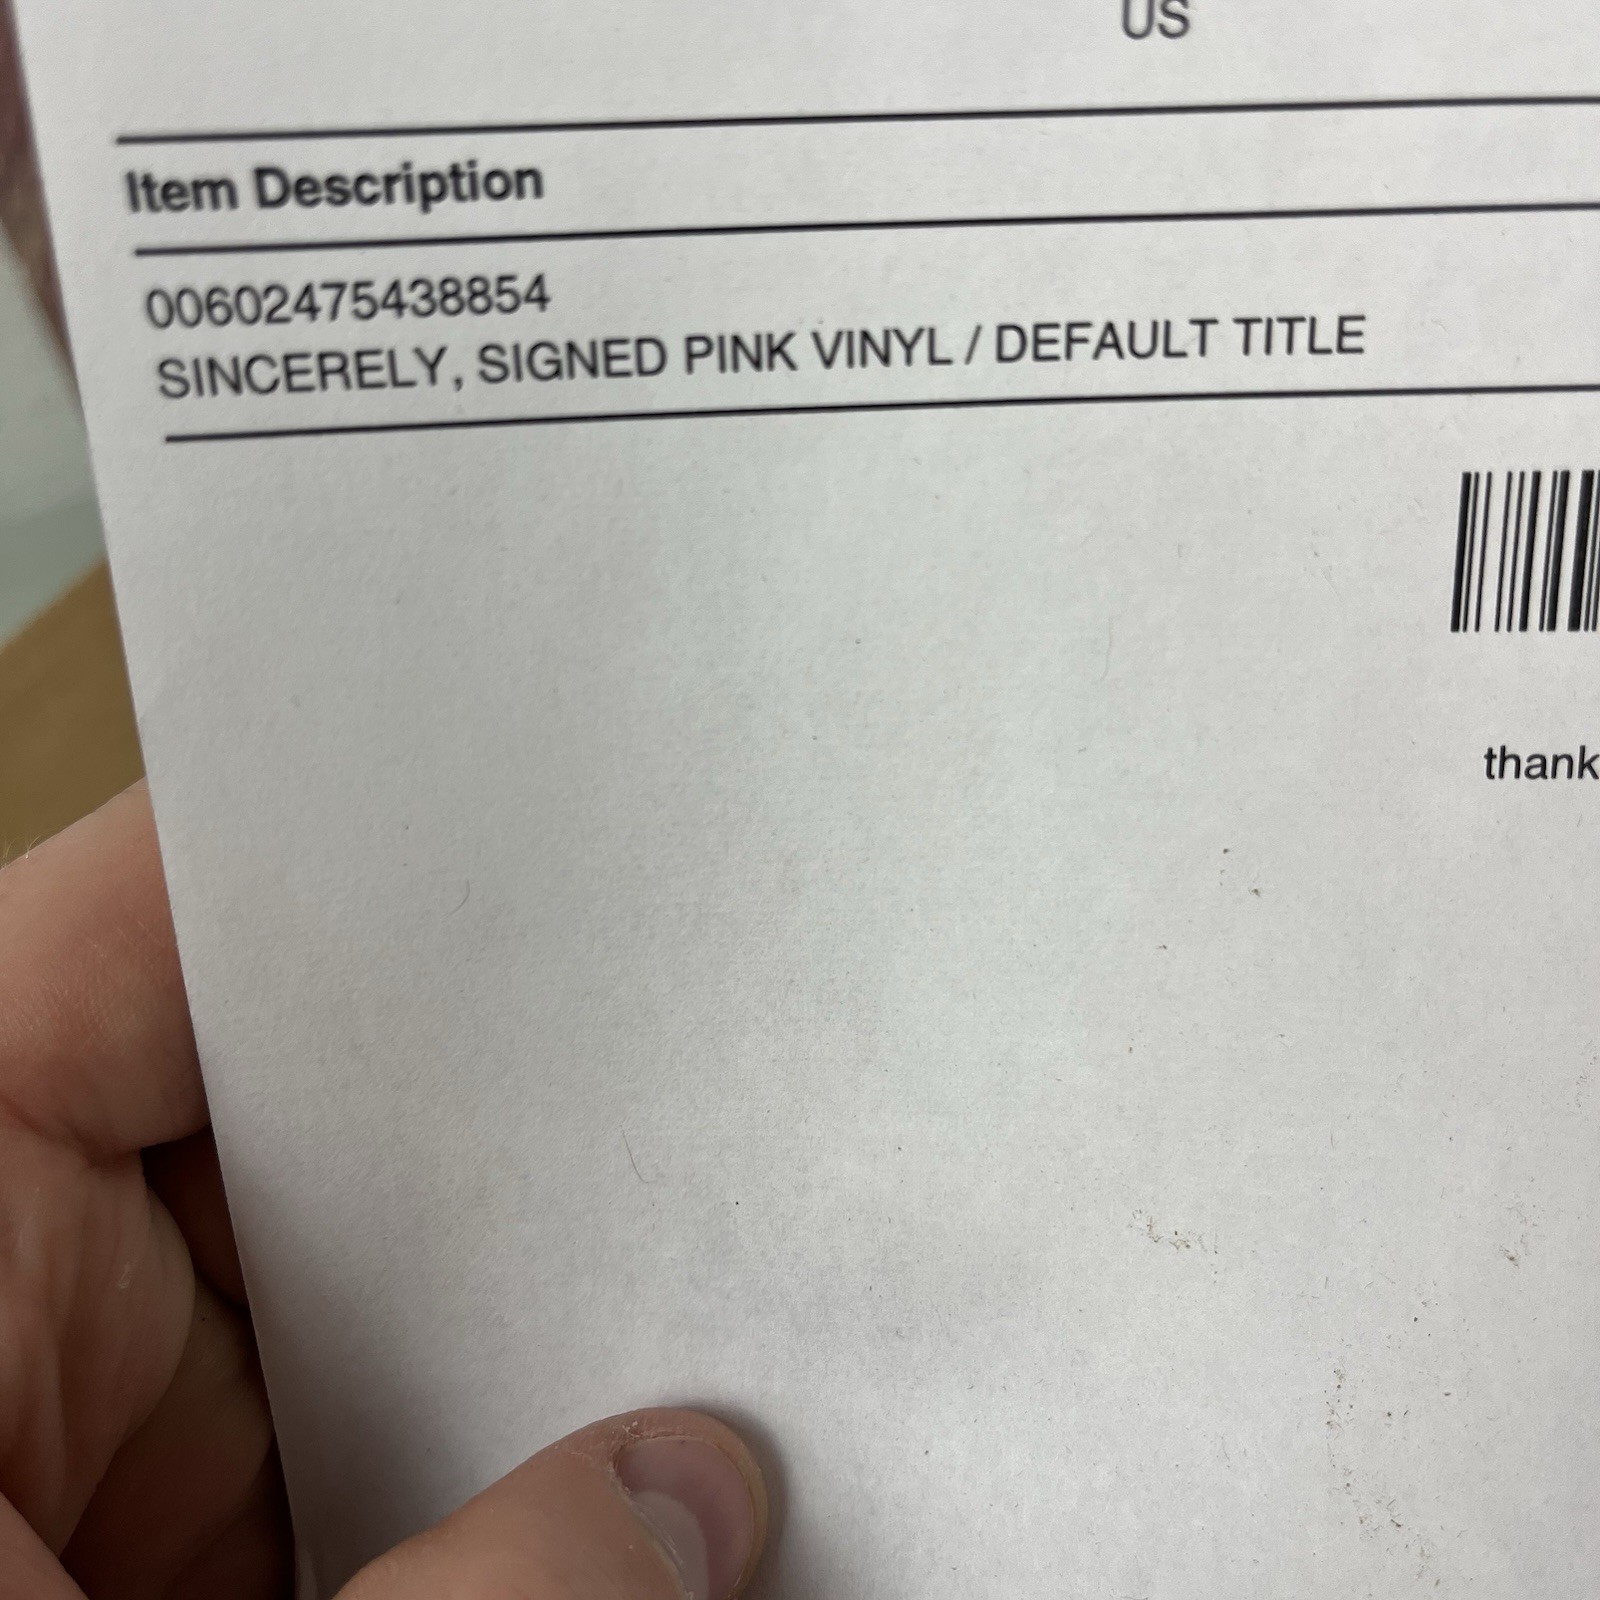 US
Item Description
00602475438854
SINCERELY, SIGNED PINK VINYL / DEFAULT TITLE
thank